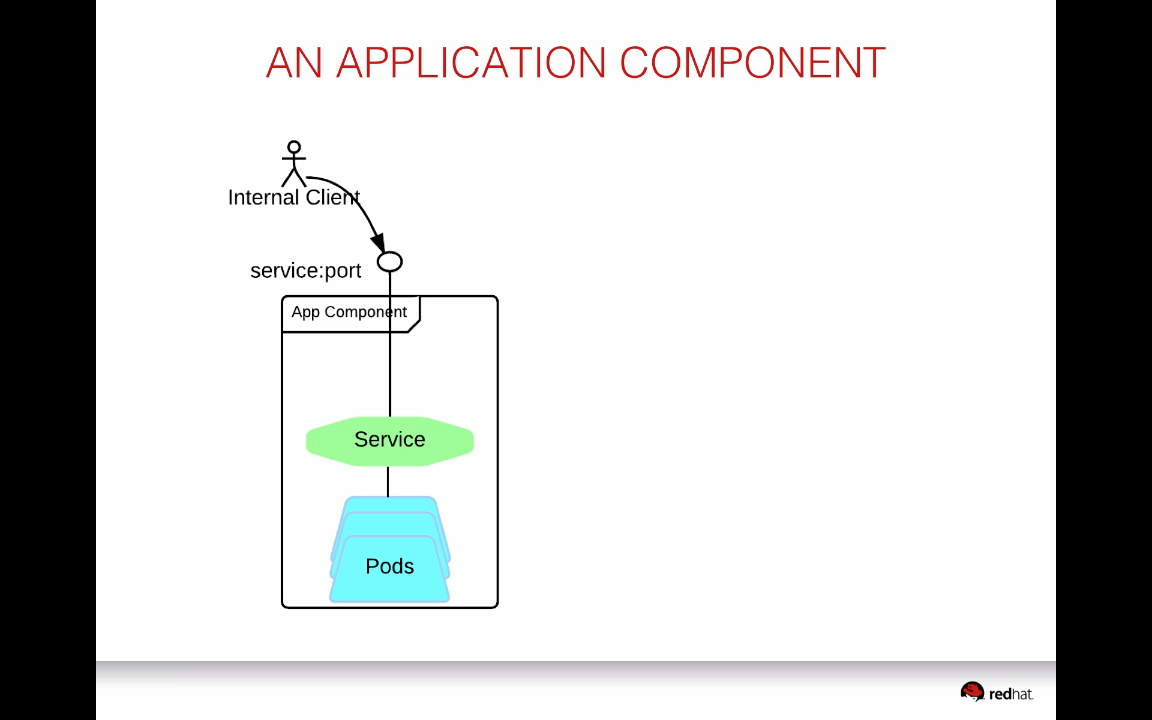 AN APPLICATION COMPONENT
Internal Client
service:port
App Component
Service
Pods
redhat.